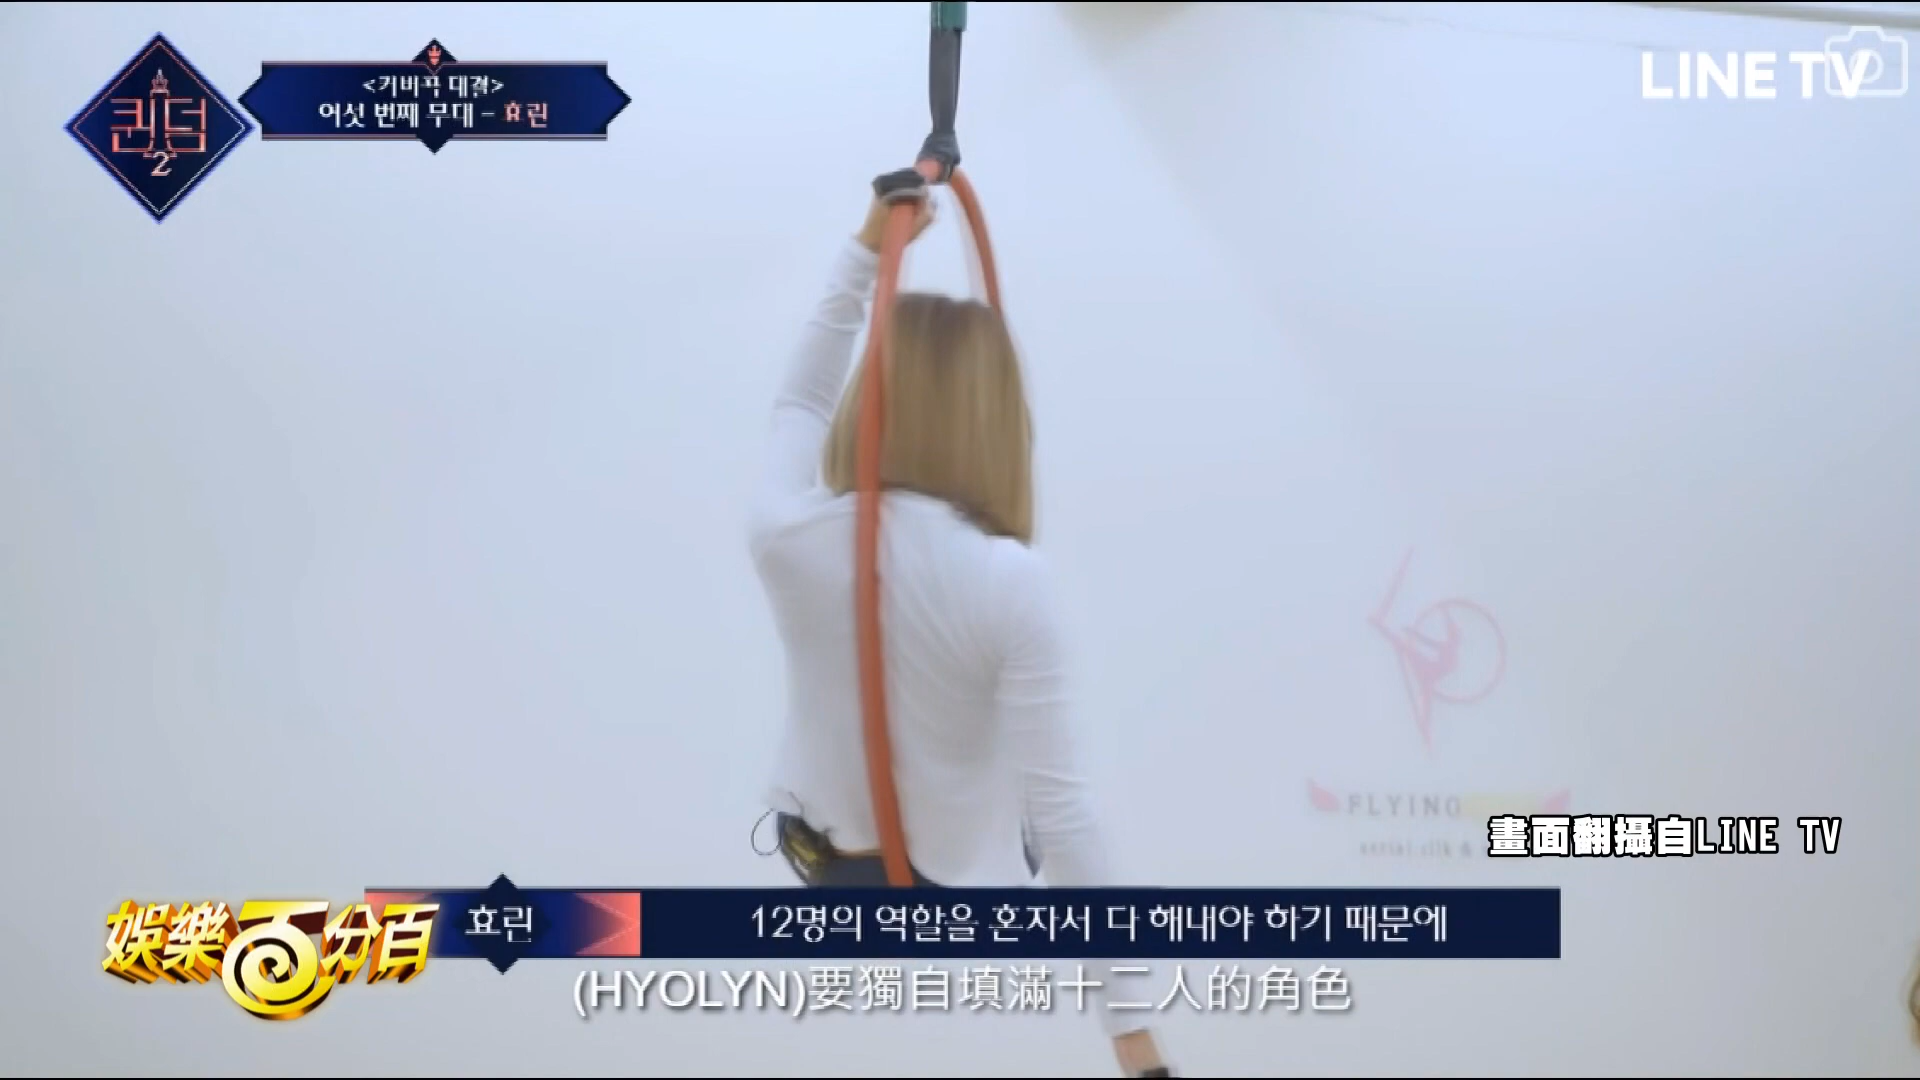 퀸덤
2
<커버곡 대결>
어섯 번째 무대 - 효린
LINE TV
FLYING
畫面翻攝自LINE TV
娛樂百分百
효린
12명의 역할을 혼자서 다 해내야 하기 때문에
(HYOLYN)要獨自填滿十二人的角色